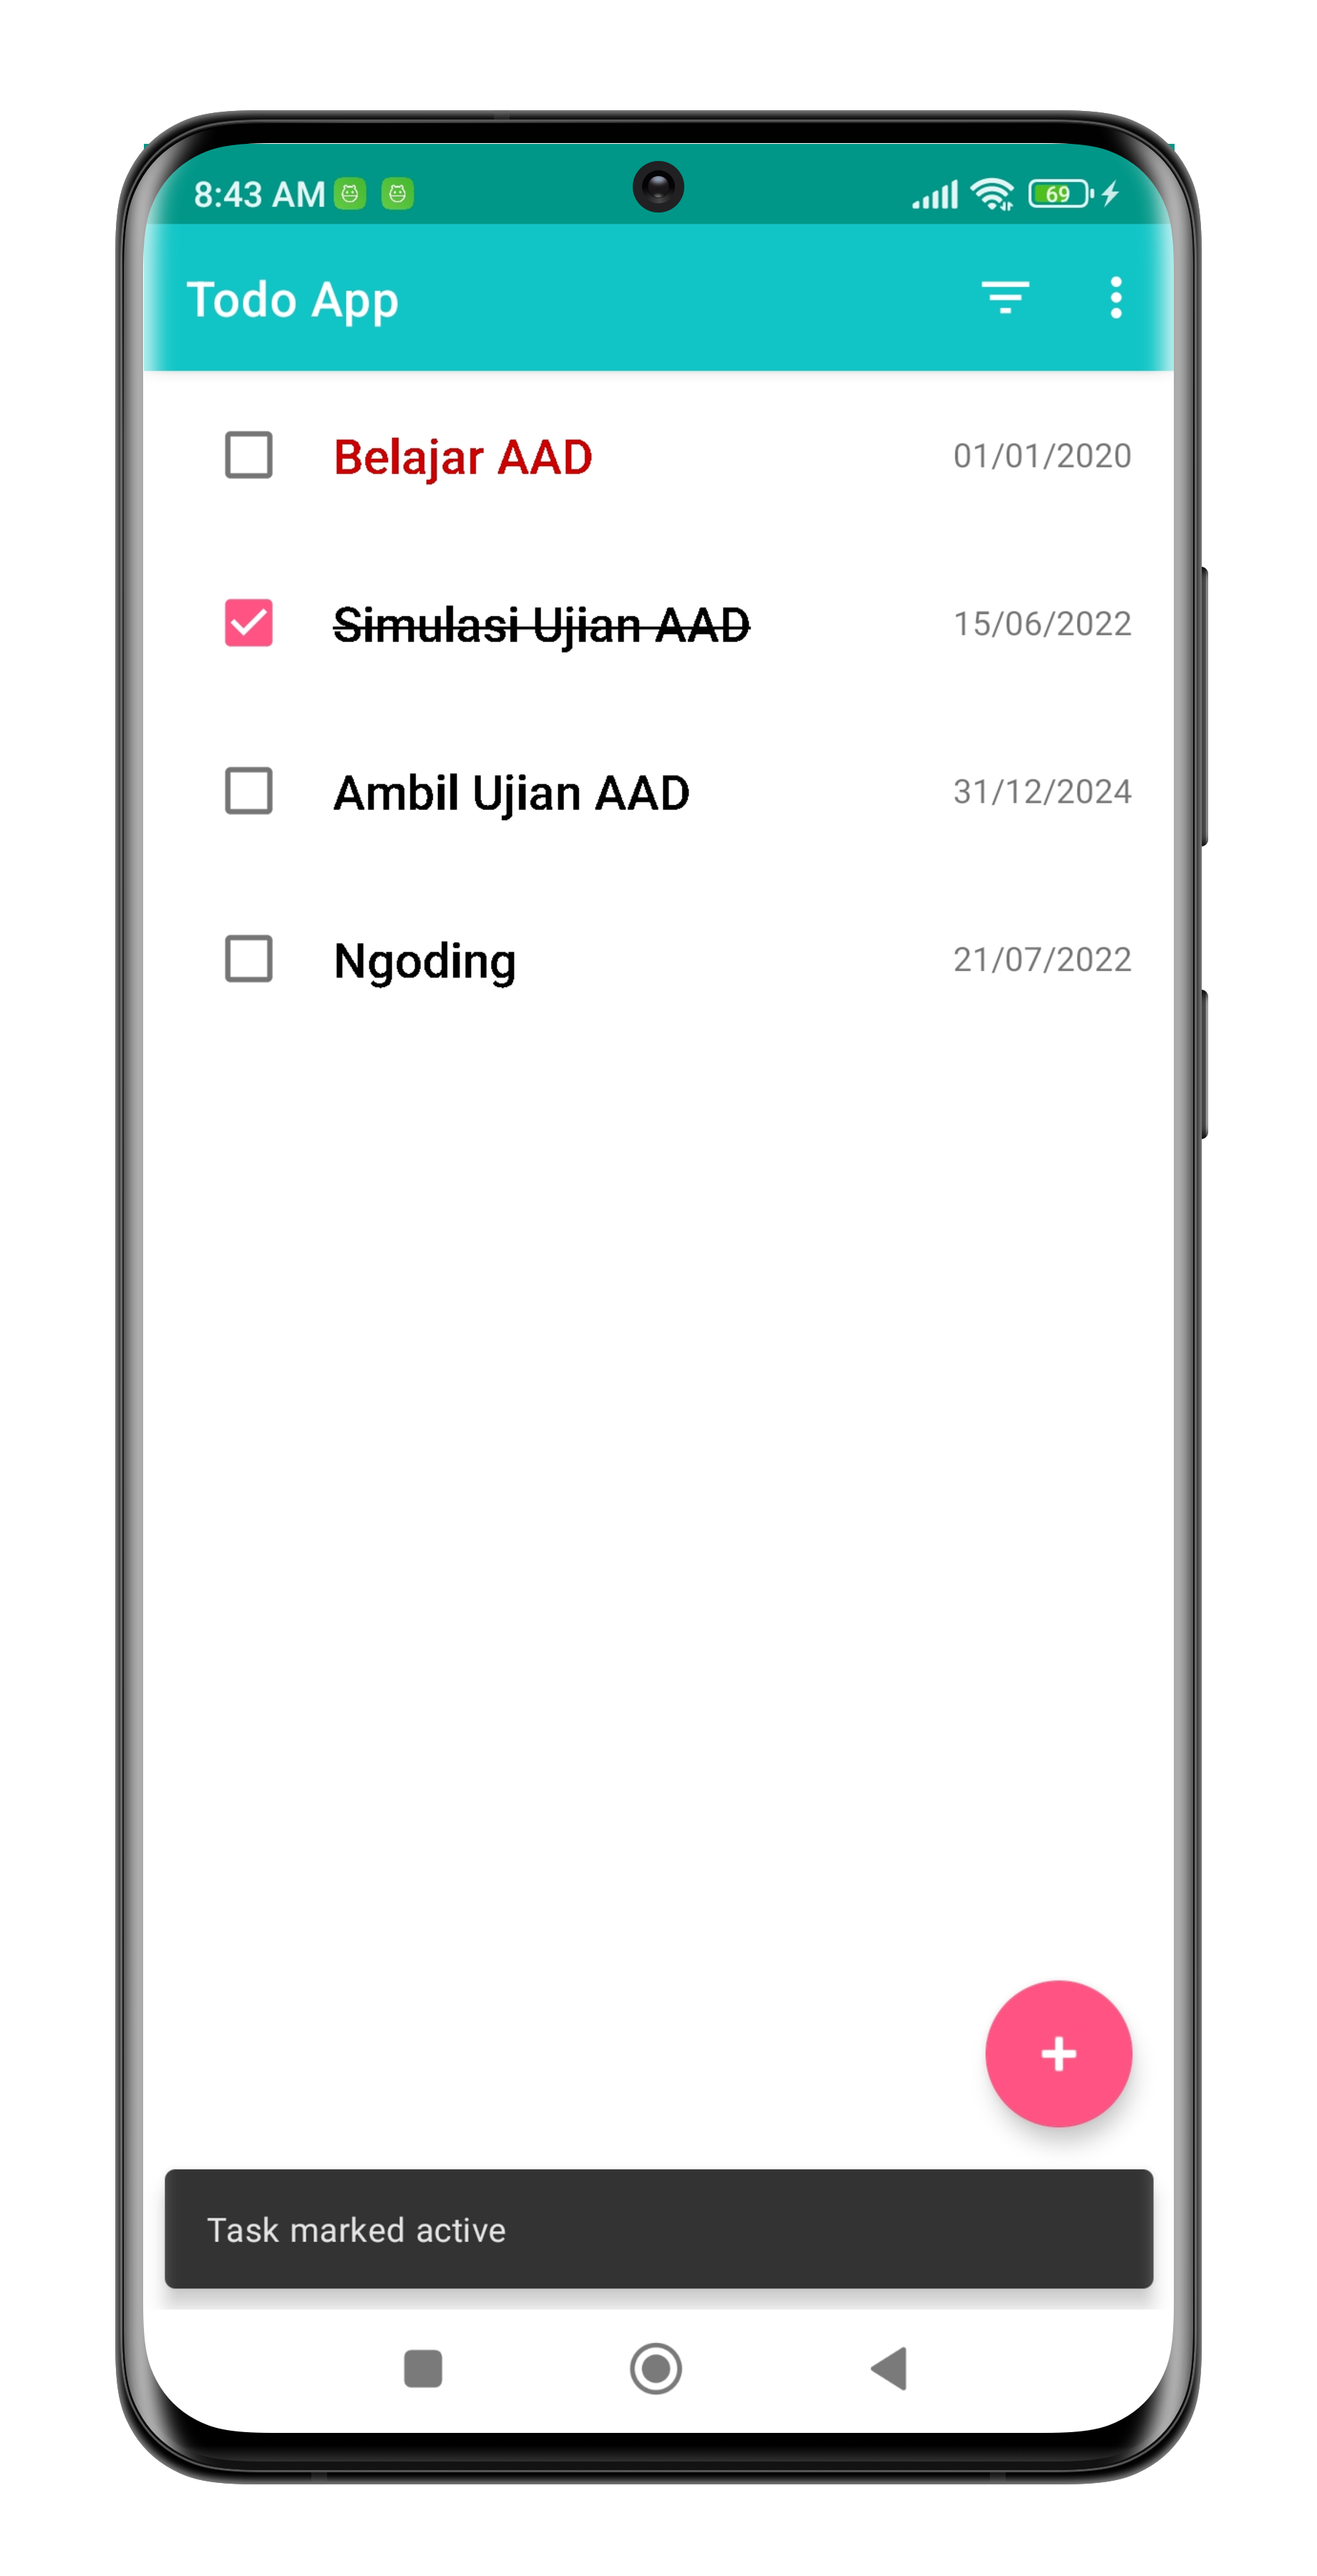 8:43 AM 69
Todo App
Belajar AAD 01/01/2020
Simulasi Ujian AAD 15/06/2022
Ambil Ujian AAD 31/12/2024
Ngoding 21/07/2022
+
Task marked active